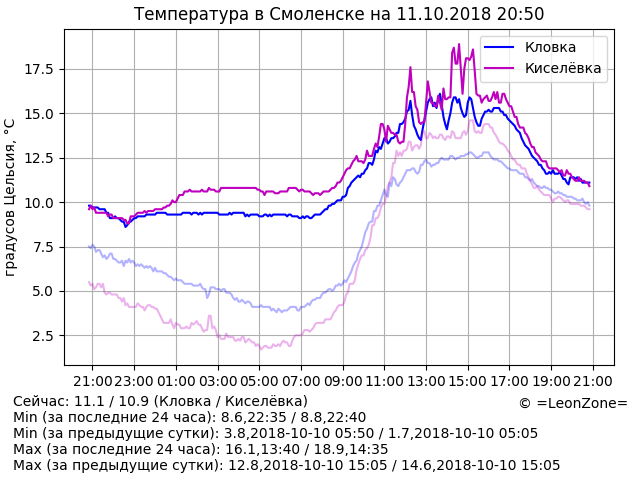 Температура в Смоленске на 11.10.2018 20:50
Кловка
Киселёвка
градусов Цельсия, °C
17.5
15.0
12.5
10.0
7.5
5.0
2.5
21:00 23:00 01:00 03:00 05:00 07:00 09:00 11:00 13:00 15:00 17:00 19:00 21:00
Сейчас: 11.1 / 10.9 (Кловка / Киселёвка)
© =LeonZone=
Min (за последние 24 часа): 8.6,22:35 / 8.8,22:40
Min (за предыдущие сутки): 3.8,2018-10-10 05:50 / 1.7,2018-10-10 05:05
Max (за последние 24 часа): 16.1,13:40 / 18.9,14:35
Max (за предыдущие сутки): 12.8,2018-10-10 15:05 / 14.6,2018-10-10 15:05